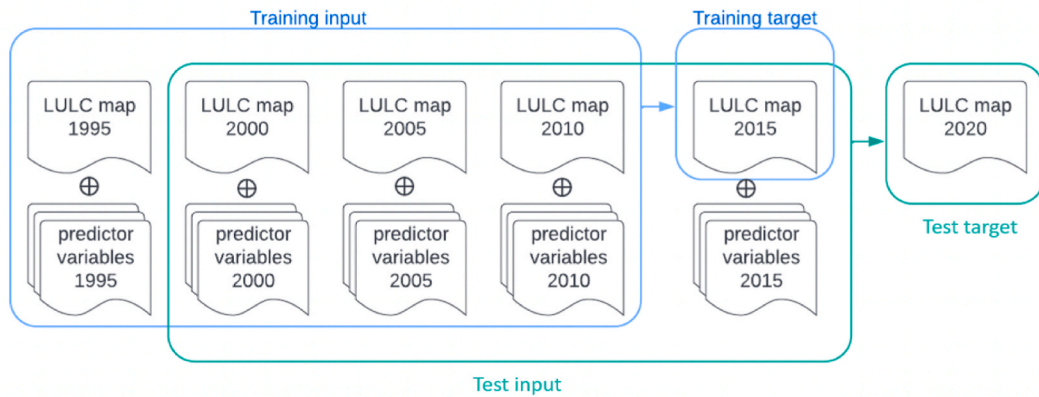 Training input
Training target
LULC map
1995
LULC map
2000
LULC map
2005
LULC map
2010
LULC map
2015
LULC map
2020
predictor
variables
1995
predictor
variables
2000
predictor
variables
2005
predictor
variables
2010
predictor
variables
2015
Test target
Test input